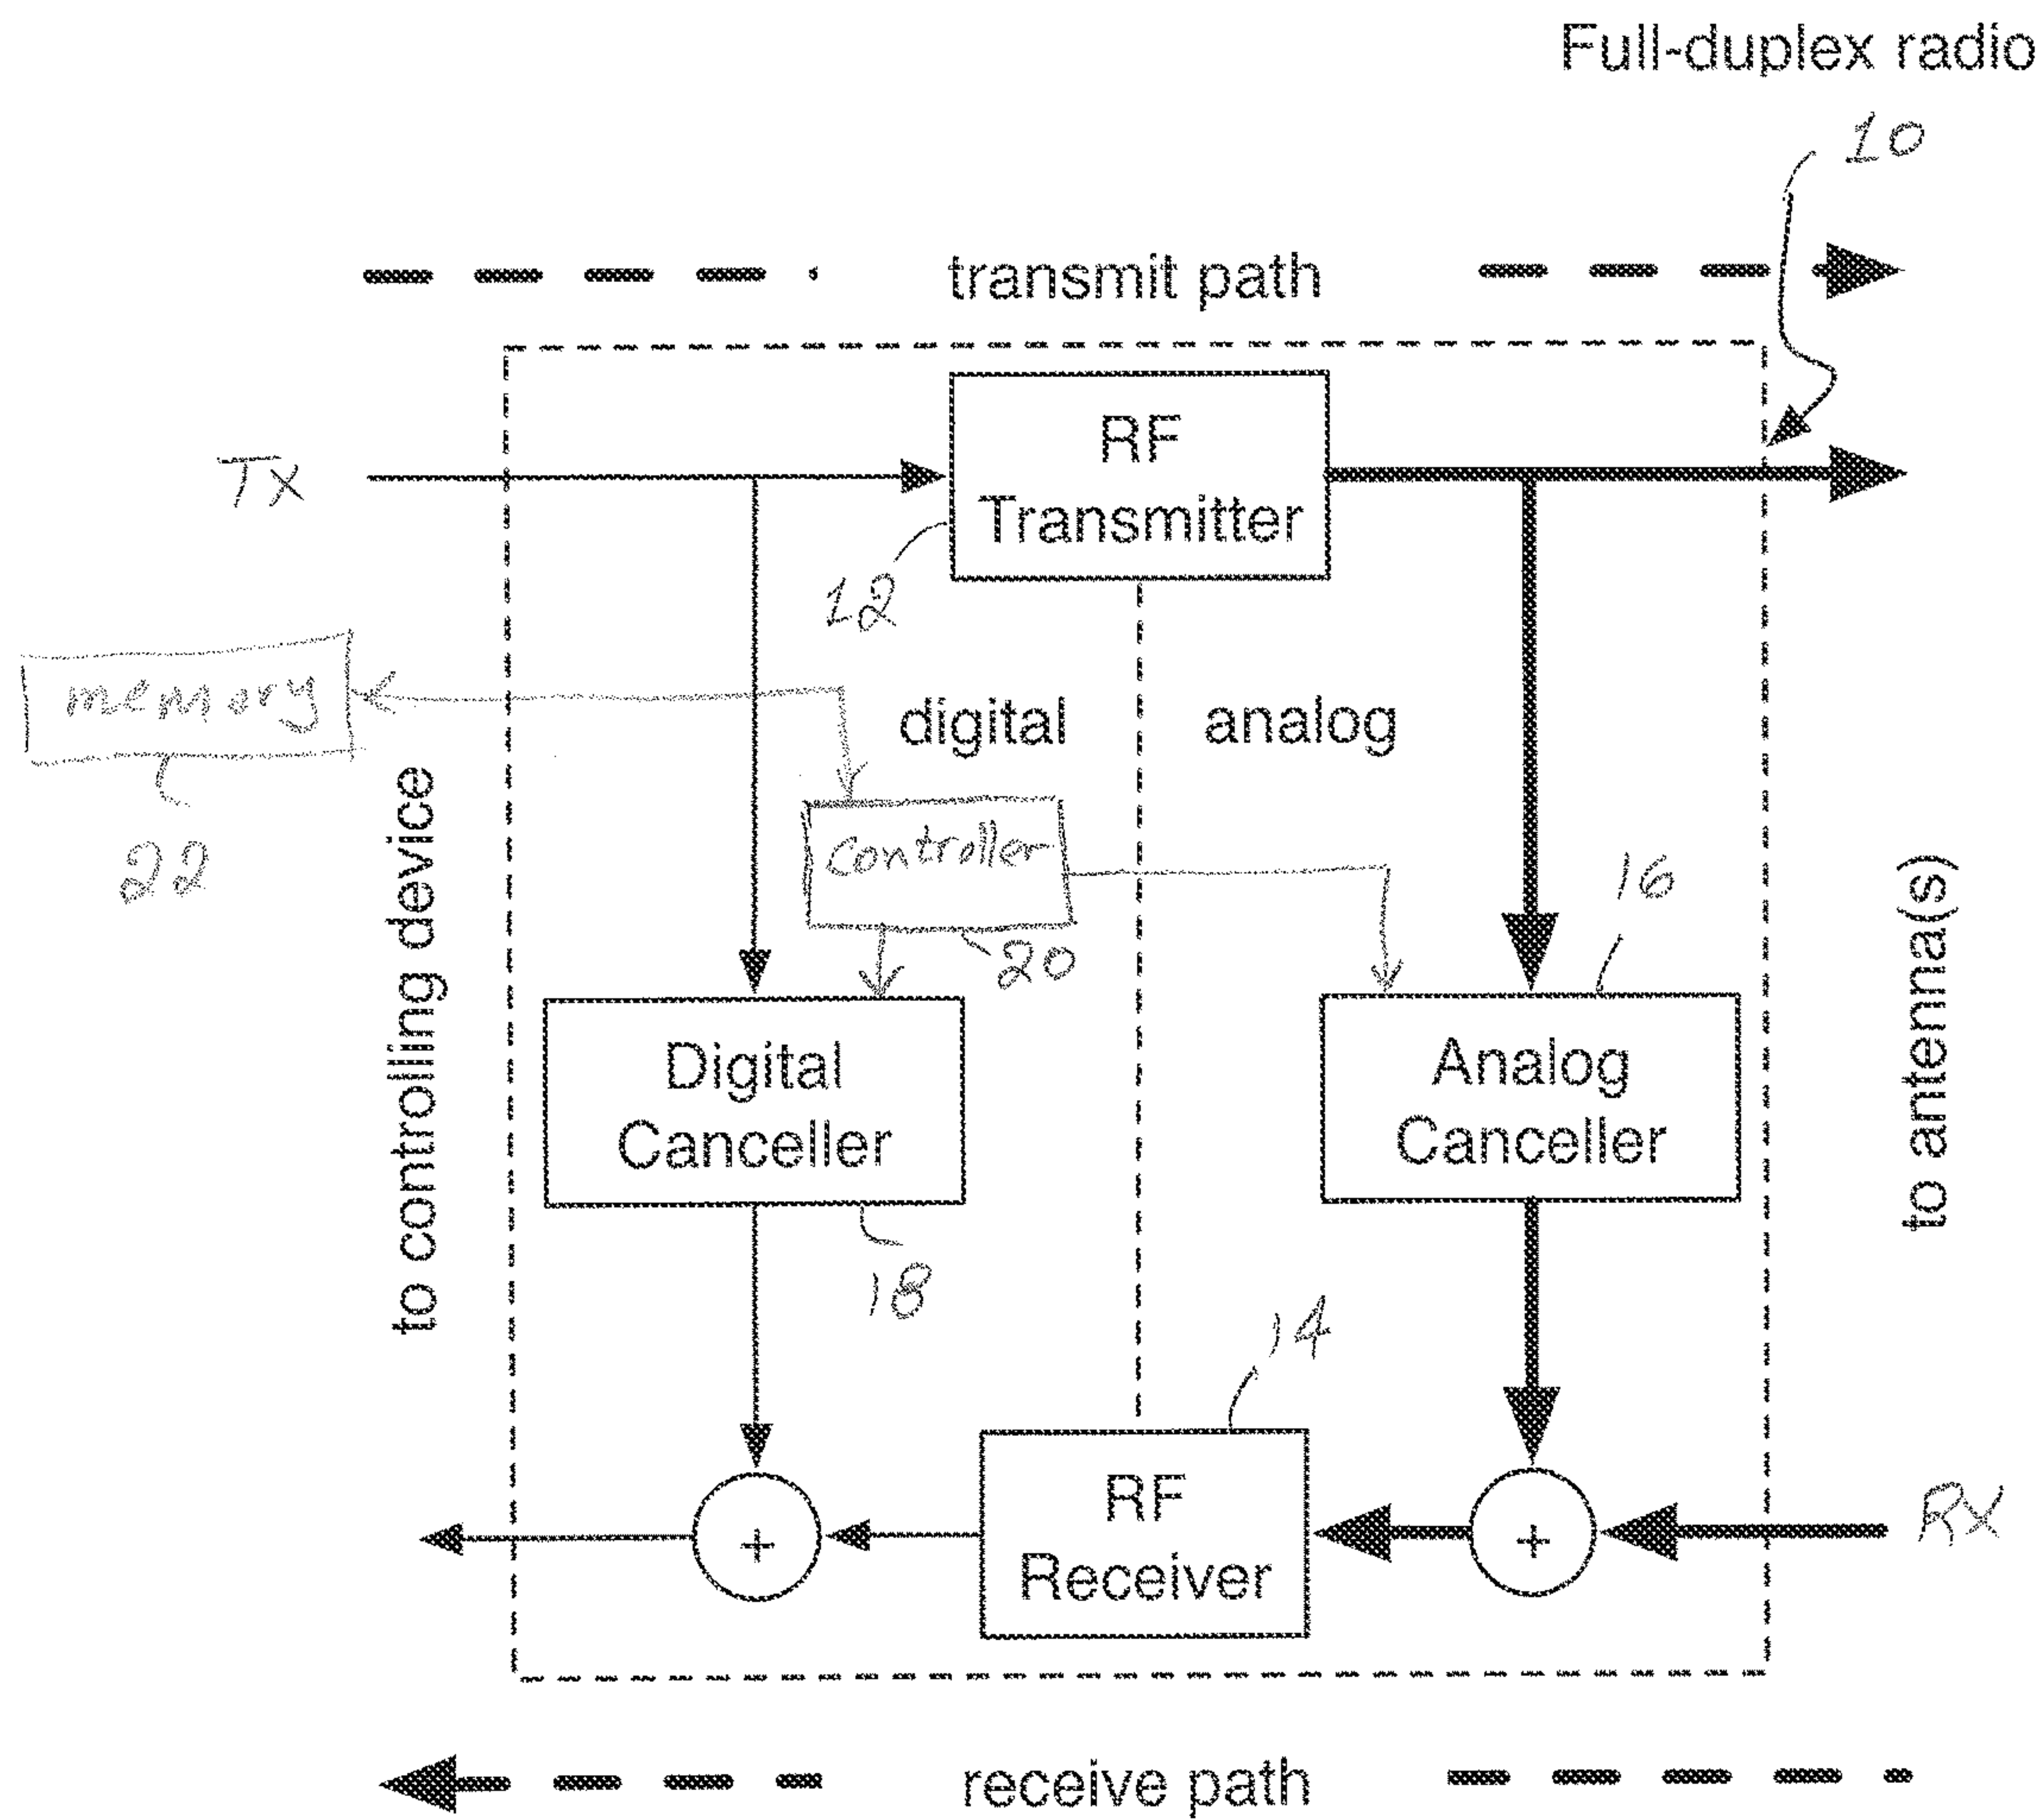 Full-duplex radio
10
transmit path
Tx
RF
Transmitter
12
memory
22
digital
analog
controller
20
16
to controlling device
to antenna(s)
Digital
Canceller
18
Analog
Canceller
14
RF
Receiver
+
+
RX
receive path